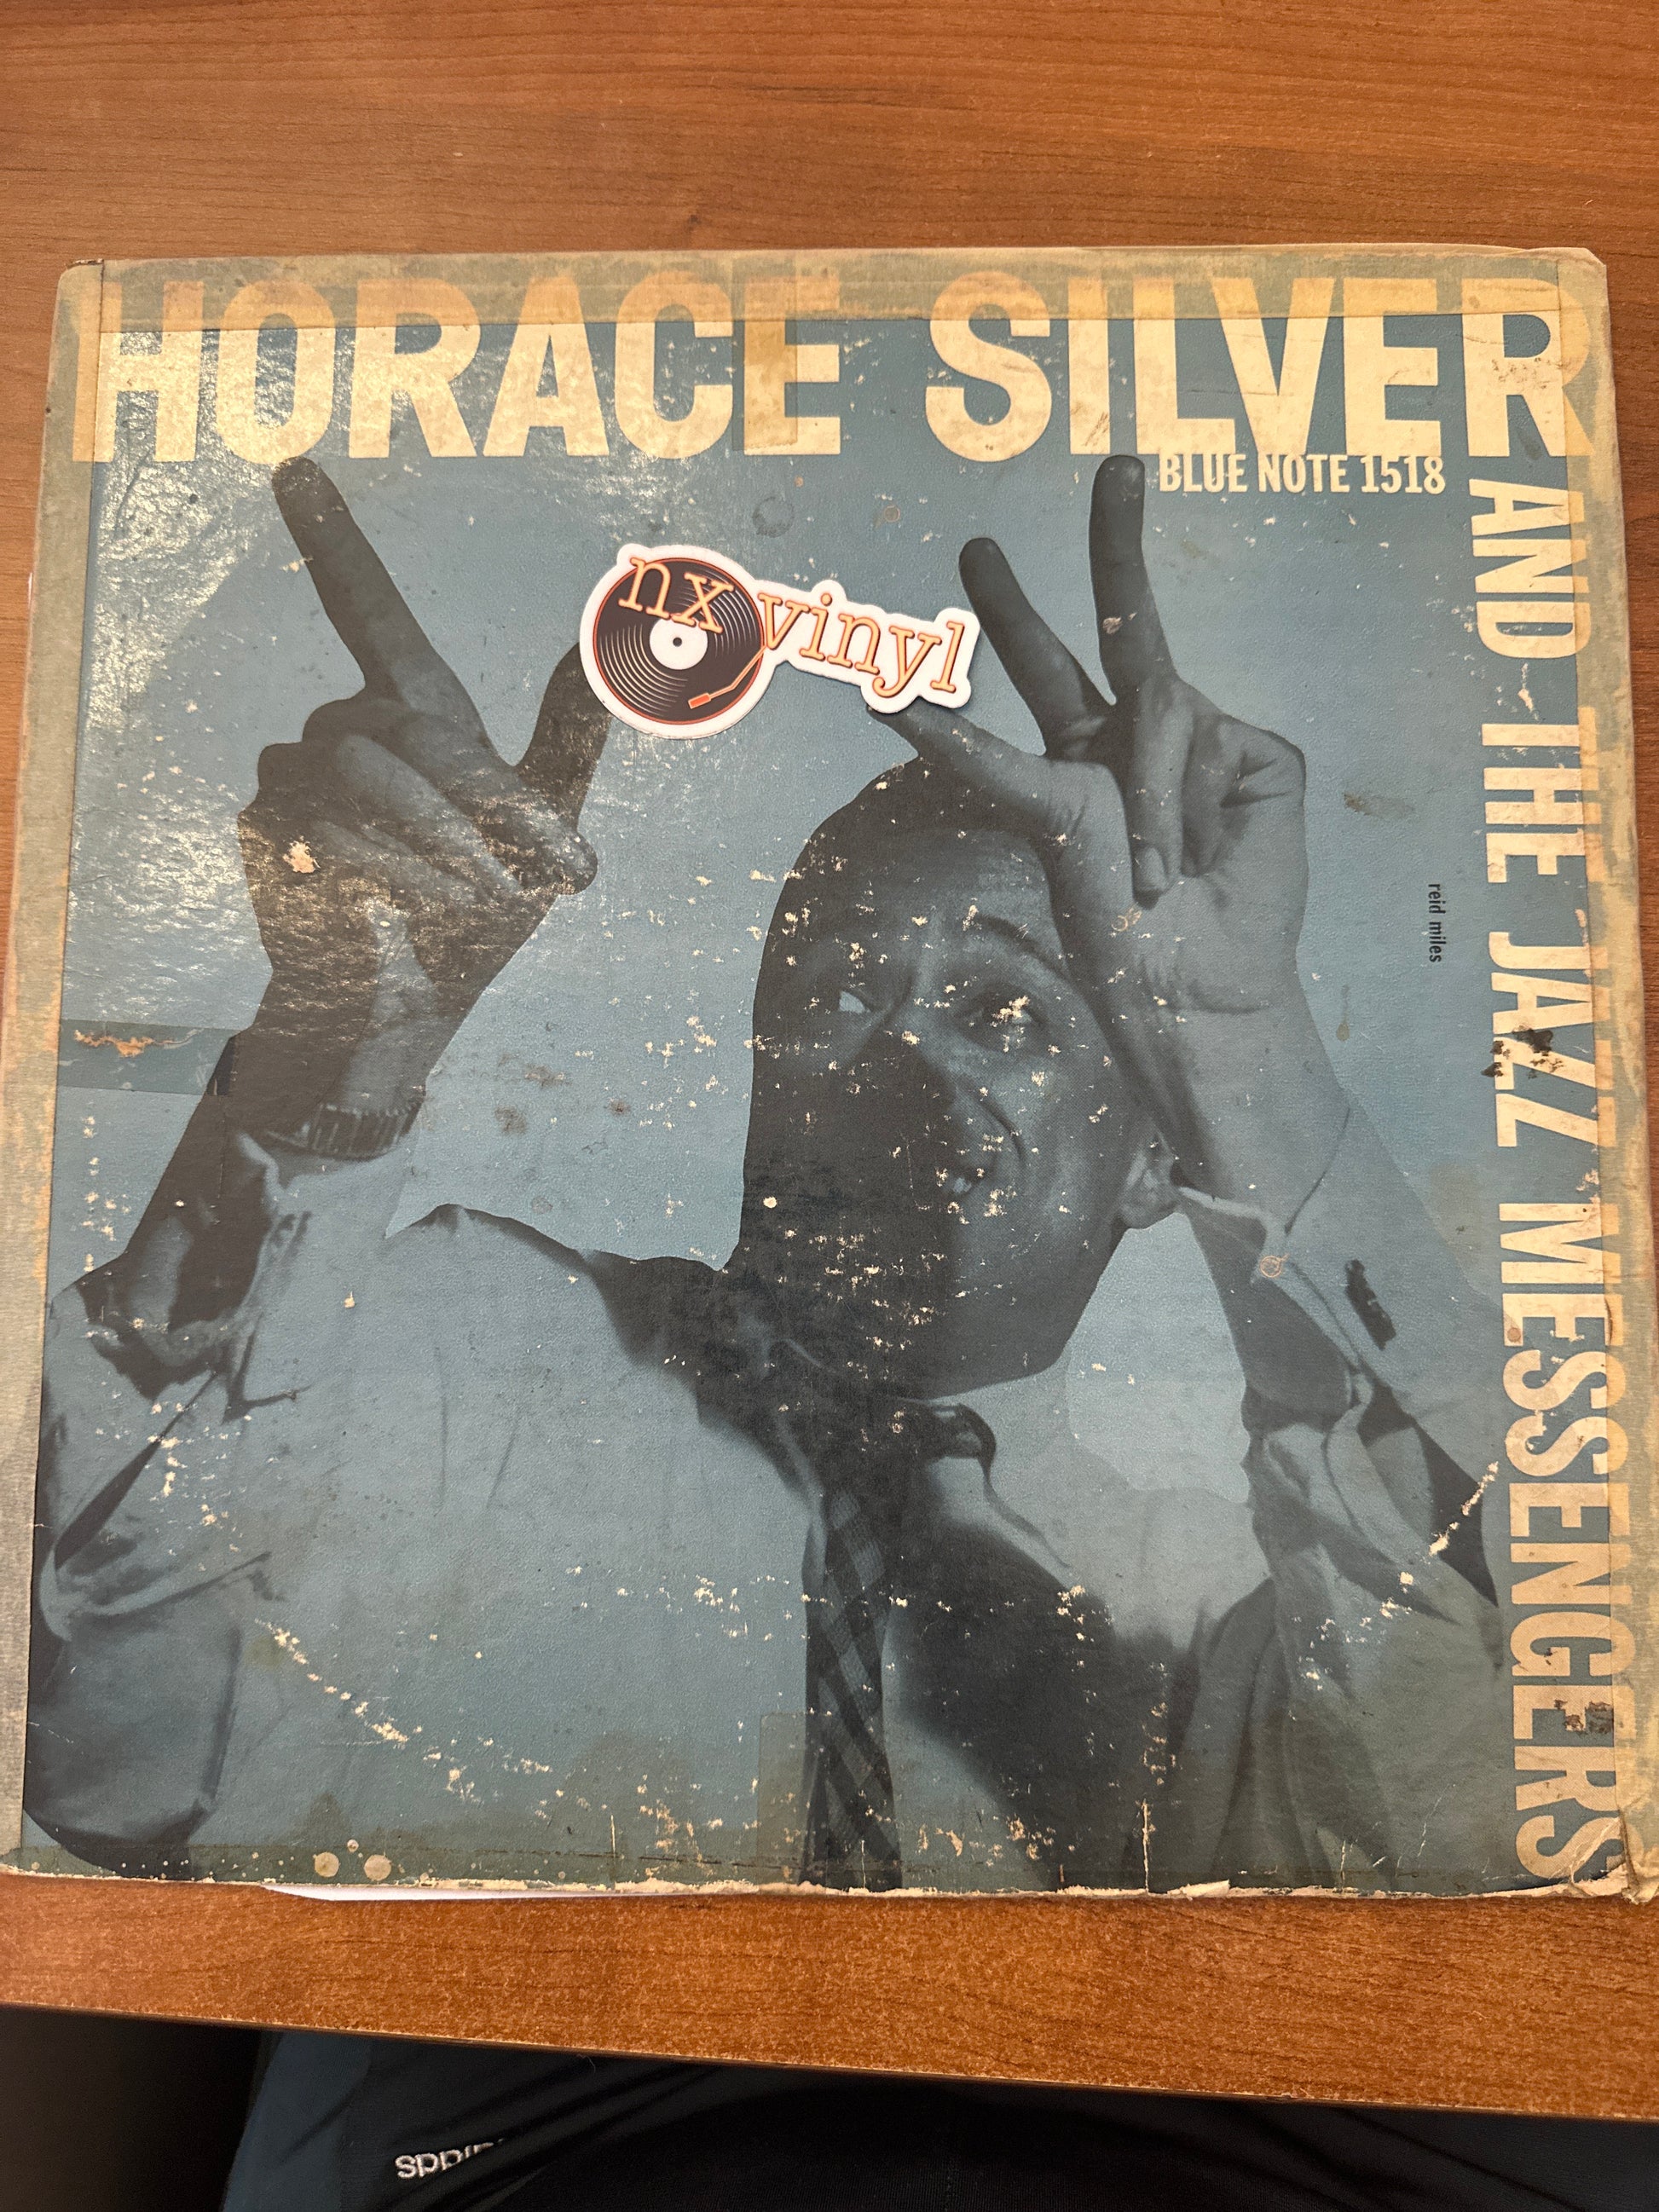 HORACE SILVER
BLUE NOTE 1518
AND THE JAZZ MESSENGERS
nx vinyl
reid miles